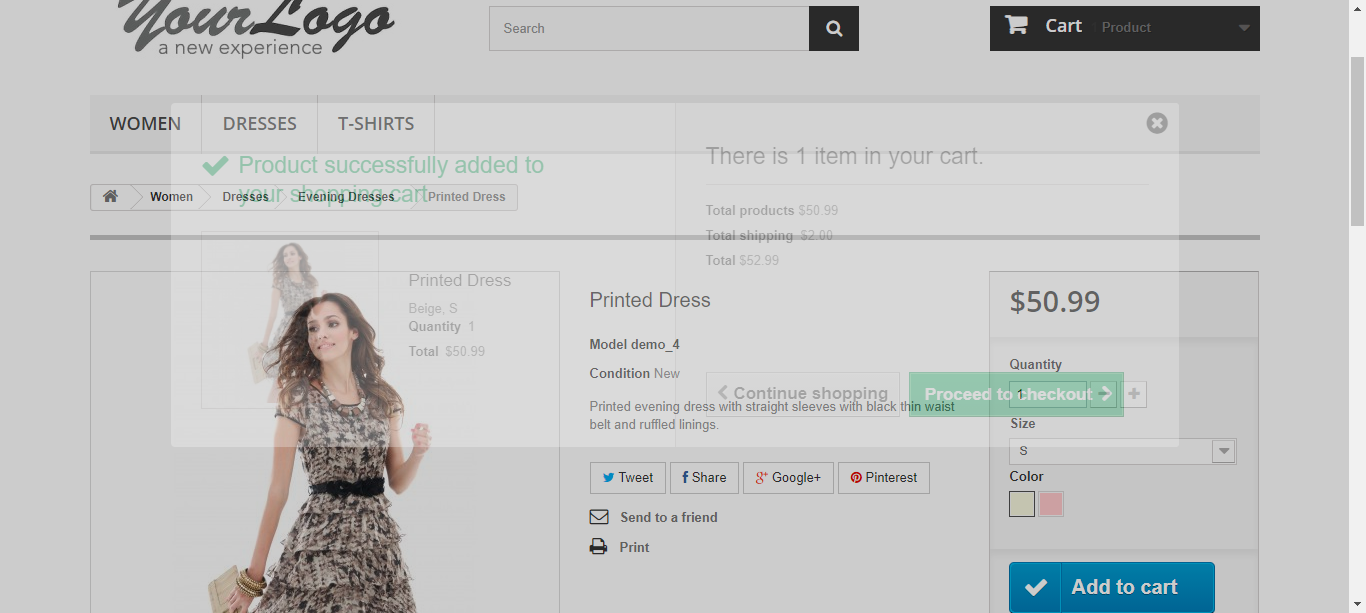 YourLogo
a new experience
Search
Cart Product
WOMEN DRESSES T-SHIRTS
Product successfully added to
your shopping cart
There is 1 item in your cart.
Women Dresses Evening Dresses Printed Dress
Total products $50.99
Total shipping $2.00
Total $52.99
Printed Dress
Beige, S
Quantity 1
Total $50.99
Printed Dress
Model demo_4
Condition New
Printed evening dress with straight sleeves with black thin waist
belt and ruffled linings.
Continue shopping
Proceed to checkout
Tweet
Share
Google+
Pinterest
Send to a friend
Print
$50.99
Quantity
1
Size
S
Color
Add to cart